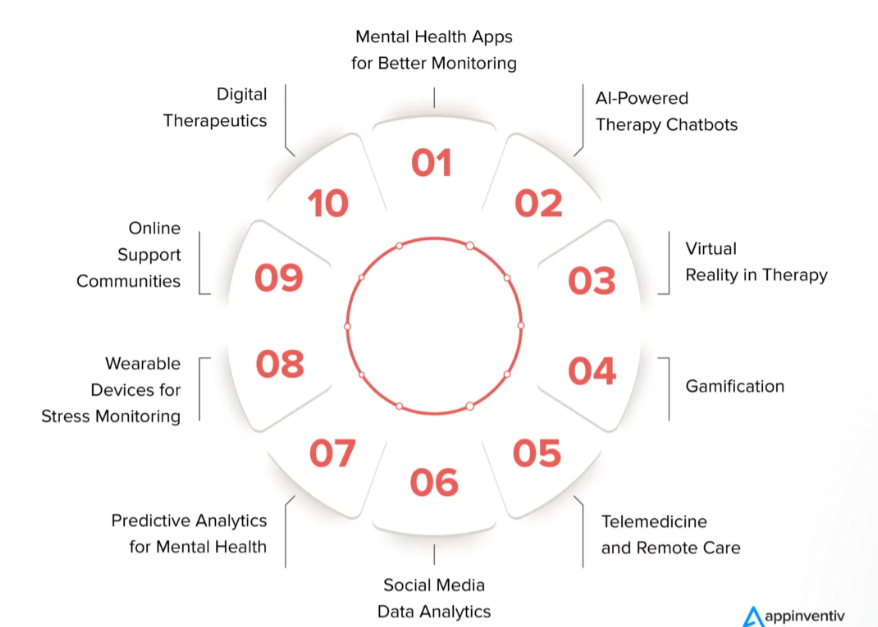 Mental Health Apps
for Better Monitoring
Digital
Therapeutics
AI-Powered
Therapy Chatbots
01
10
02
Online
Support
Communities
09
03
Virtual
Reality in Therapy
Wearable
Devices for
Stress Monitoring
08
04
Gamification
07
05
06
Predictive Analytics
for Mental Health
Telemedicine
and Remote Care
Social Media
Data Analytics
appinventiv